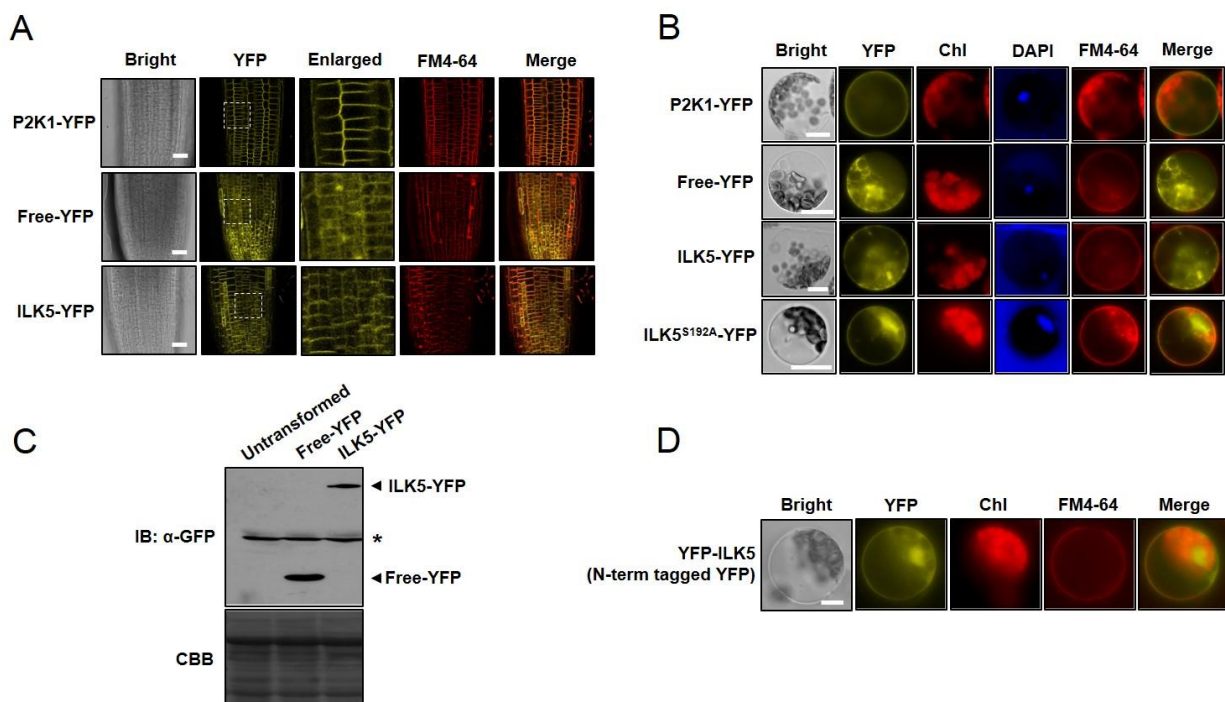 A
Bright YFP Enlarged FM4-64 Merge
P2K1-YFP
Free-YFP
ILK5-YFP
B
Bright YFP Chl DAPI FM4-64 Merge
P2K1-YFP
Free-YFP
ILK5-YFP
ILK5S192A-YFP
C
Untransformed
Free-YFP
ILK5-YFP
ILK5-YFP
IB: α-GFP
*
Free-YFP
CBB
D
Bright YFP Chl FM4-64 Merge
YFP-ILK5
(N-term tagged YFP)